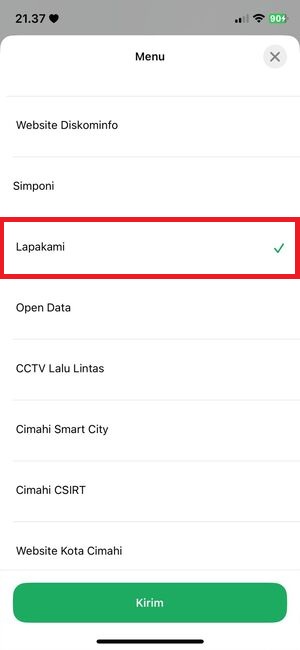 21.37
90
Menu
Website Diskominfo
Simponi
Lapakami
Open Data
CCTV Lalu Lintas
Cimahi Smart City
Cimahi CSIRT
Website Kota Cimahi
Kirim